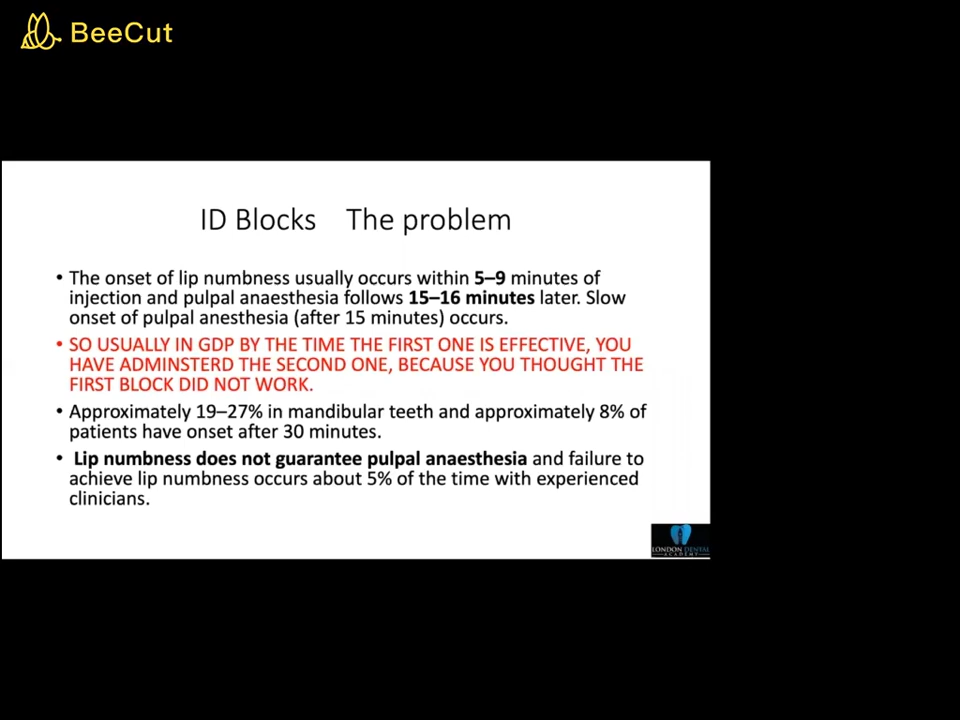 BeeCut
ID Blocks The problem
• The onset of lip numbness usually occurs within 5–9 minutes of
injection and pulpal anaesthesia follows 15–16 minutes later. Slow
onset of pulpal anesthesia (after 15 minutes) occurs.
• SO USUALLY IN GDP BY THE TIME THE FIRST ONE IS EFFECTIVE, YOU
HAVE ADMINSTERD THE SECOND ONE, BECAUSE YOU THOUGHT THE
FIRST BLOCK DID NOT WORK.
• Approximately 19–27% in mandibular teeth and approximately 8% of
patients have onset after 30 minutes.
• Lip numbness does not guarantee pulpal anaesthesia and failure to
achieve lip numbness occurs about 5% of the time with experienced
clinicians.
LONDON DENTAL
ACADEMY